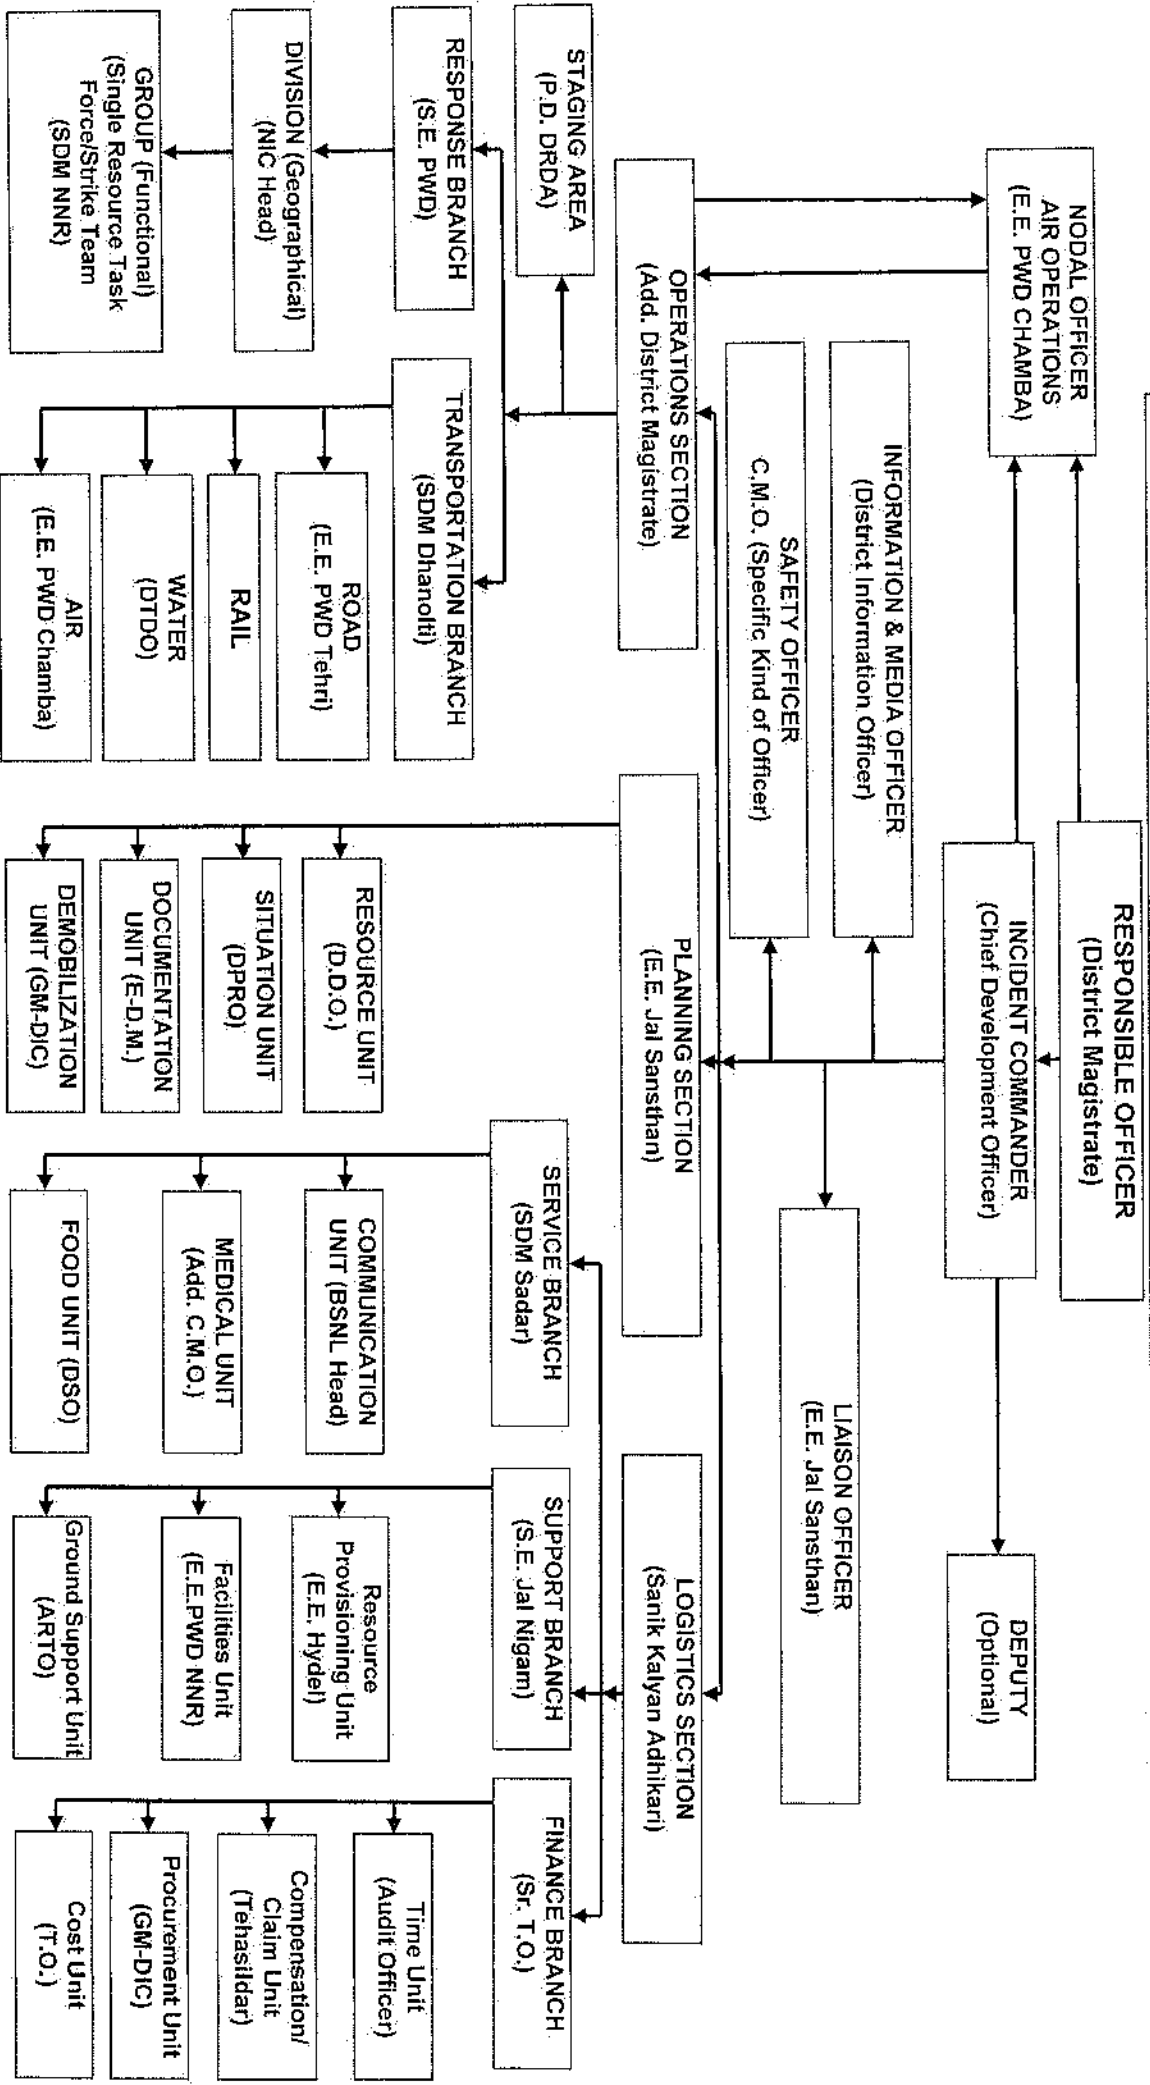 RESPONSIBLE OFFICER
(District Magistrate)
NODAL OFFICER
AIR OPERATIONS
(E.E. PWD CHAMBA)
INCIDENT COMMANDER
(Chief Development Officer)
DEPUTY
(Optional)
INFORMATION & MEDIA OFFICER
(District Information Officer)
LIAISON OFFICER
(E.E. Jal Sansthan)
SAFETY OFFICER
C.M.O. (Specific Kind of Officer)
OPERATIONS SECTION
(Add. District Magistrate)
PLANNING SECTION
(E.E. Jal Sansthan)
LOGISTICS SECTION
(Sanik Kalyan Adhikari)
STAGING AREA
(P.D. DRDA)
RESPONSE BRANCH
(S.E. PWD)
TRANSPORTATION BRANCH
(SDM Dhanolti)
SERVICE BRANCH
(SDM Sadar)
SUPPORT BRANCH
(S.E. Jal Nigam)
FINANCE BRANCH
(Sr. T.O.)
DIVISION (Geographical)
(NIC Head)
GROUP (Functional)
(Single Resource Task
Force/Strike Team
(SDM NNR)
ROAD
(E.E. PWD Tehri)
RAIL
WATER
(DTDO)
AIR
(E.E. PWD Chamba)
RESOURCE UNIT
(D.D.O.)
SITUATION UNIT
(DPRO)
DOCUMENTATION
UNIT (E-D.M.)
DEMOBILIZATION
UNIT (GM-DIC)
COMMUNICATION
UNIT (BSNL Head)
MEDICAL UNIT
(Add. C.M.O.)
FOOD UNIT (DSO)
Resource
Provisioning Unit
(E.E. Hydel)
Facilities Unit
(E.E.PWD NNR)
Ground Support Unit
(ARTO)
Time Unit
(Audit Officer)
Compensation/
Claim Unit
(Tehasildar)
Procurement Unit
(GM-DIC)
Cost Unit
(T.O.)